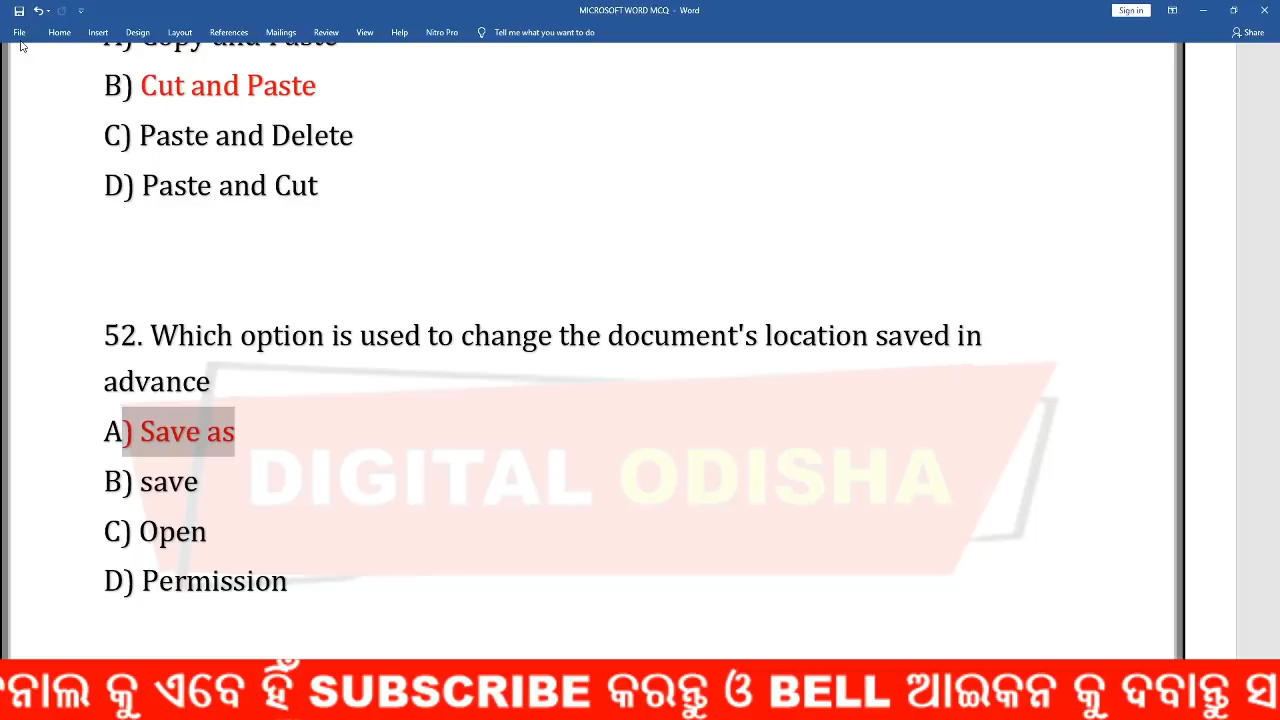 MICROSOFT WORD MCQ - Word
Sign in
File Home Insert Design Layout References Mailings Review View Help Nitro Pro Tell me what you want to do Share
A) Copy and Paste
B) Cut and Paste
C) Paste and Delete
D) Paste and Cut
52. Which option is used to change the document's location saved in
advance
A) Save as
B) save
C) Open
D) Permission
DIGITAL ODISHA
କୁ ଏବେ ହିଁ SUBSCRIBE କରନ୍ତୁ ଓ BELL ଆଇକନ କୁ ଦବାନ୍ତୁ